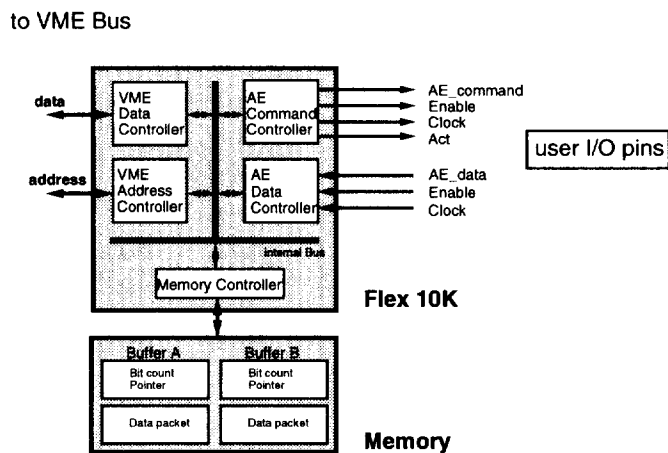 to VME Bus
data
VME
Data
Controller
AE
Command
Controller
AE_command
Enable
Clock
Act
user I/O pins
address
VME
Address
Controller
AE
Data
Controller
AE_data
Enable
Clock
internal Bus
Memory Controller
Flex 10K
Buffer A
Buffer B
Bit count
Pointer
Bit count
Pointer
Data packet
Data packet
Memory